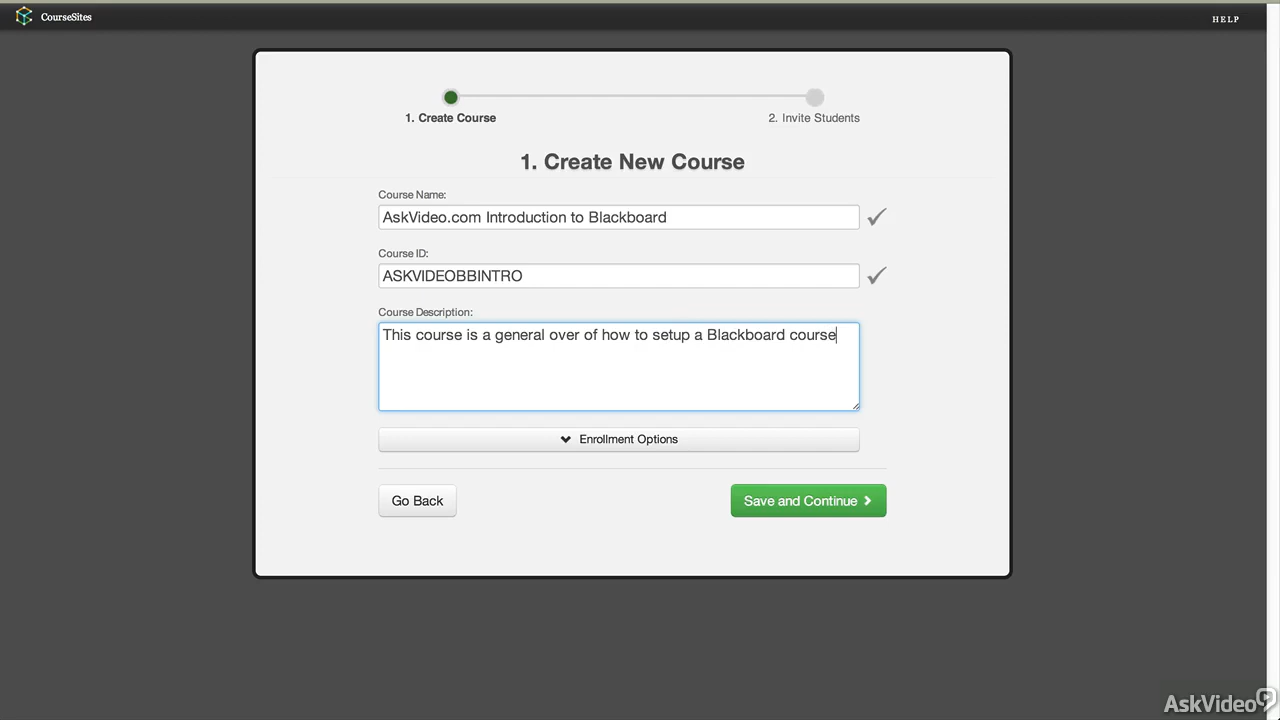 CourseSites
HELP
1. Create Course
2. Invite Students
1. Create New Course
Course Name:
AskVideo.com Introduction to Blackboard
Course ID:
ASKVIDEOBBINTRO
Course Description:
This course is a general over of how to setup a Blackboard course
Enrollment Options
Go Back
Save and Continue
AskVideo